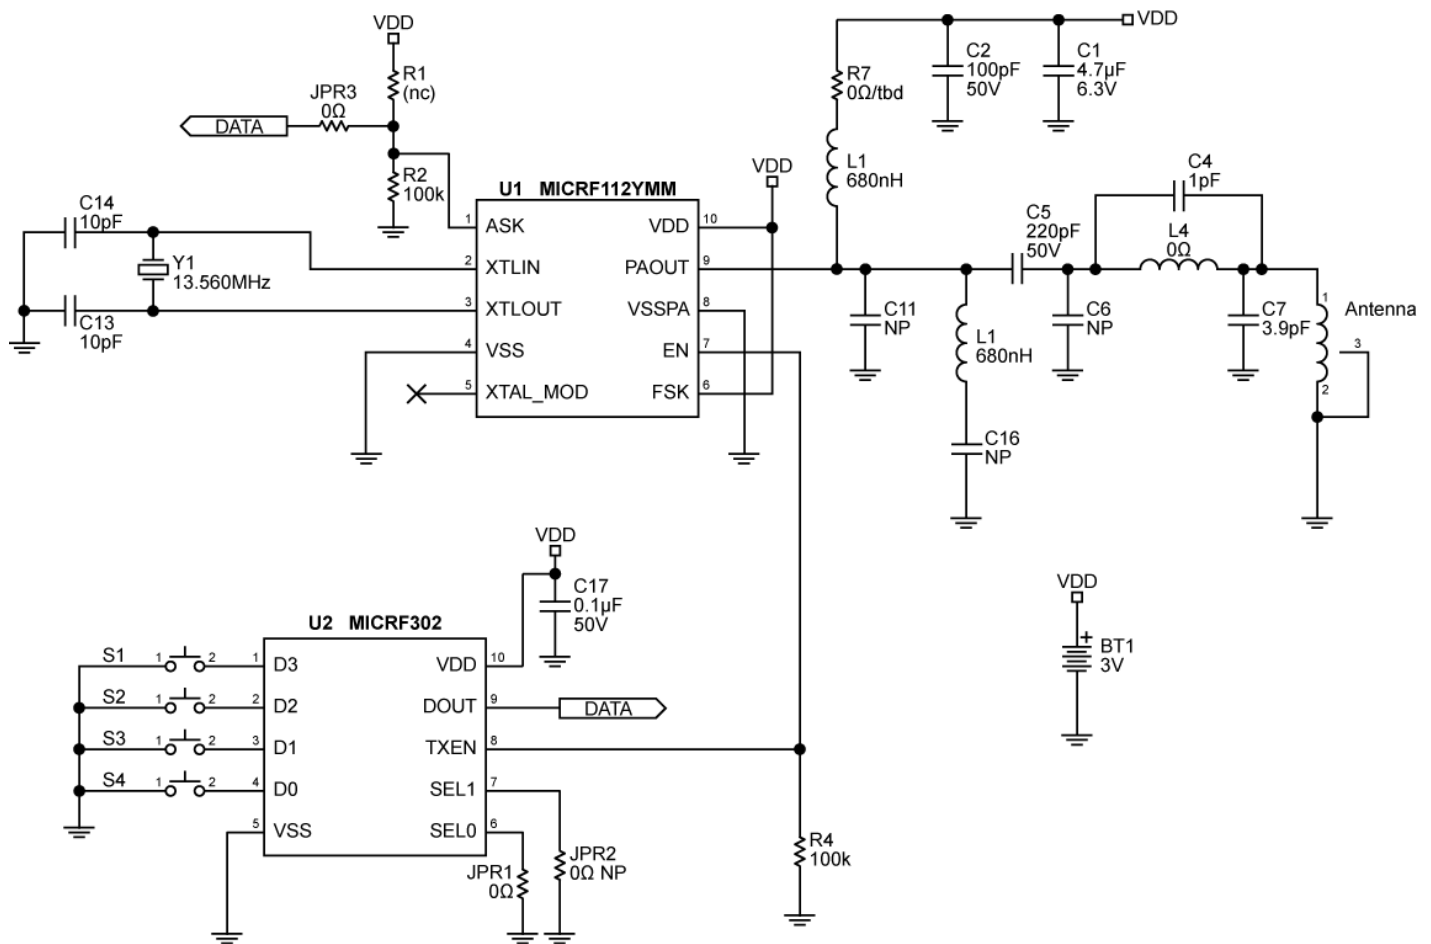 VDD
R1
(nc)
JPR3
0Ω
DATA
R2
100k
C14
10pF
Y1
13.560MHz
C13
10pF
U1 MICRF112YMM
1 ASK
2 XTLIN
3 XTLOUT
4 VSS
5 XTAL_MOD
VDD 10
PAOUT 9
VSSPA 8
EN 7
FSK 6
VDD
R7
0Ω/tbd
L1
680nH
C2
100pF
50V
C1
4.7µF
6.3V
VDD
C4
1pF
C5
220pF
50V
L4
0Ω
C11
NP
L1
680nH
C16
NP
C6
NP
C7
3.9pF
1
2
3
Antenna
VDD
C17
0.1µF
50V
U2 MICRF302
S1 1 2 1 D3
S2 1 2 2 D2
S3 1 2 3 D1
S4 1 2 4 D0
5 VSS
VDD 10
DOUT 9
DATA
TXEN 8
SEL1 7
SEL0 6
JPR1
0Ω
JPR2
0Ω NP
R4
100k
VDD
+
BT1
3V